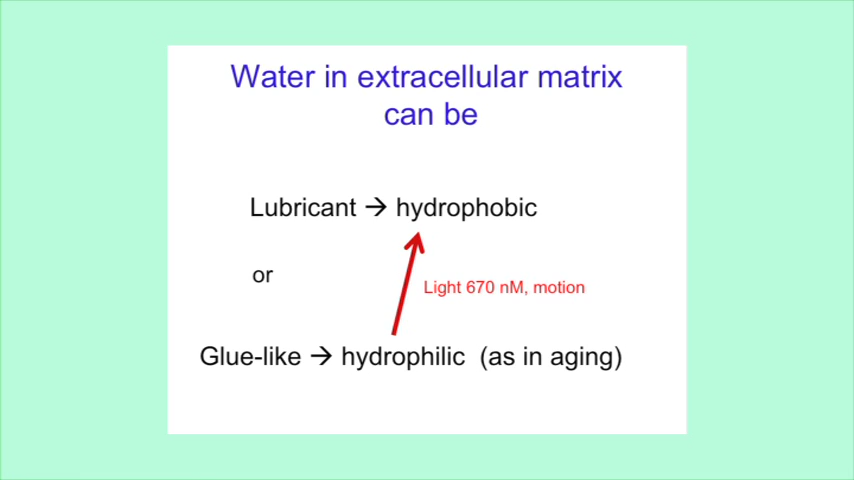 Water in extracellular matrix
can be
Lubricant → hydrophobic
or
Light 670 nM, motion
Glue-like → hydrophilic (as in aging)